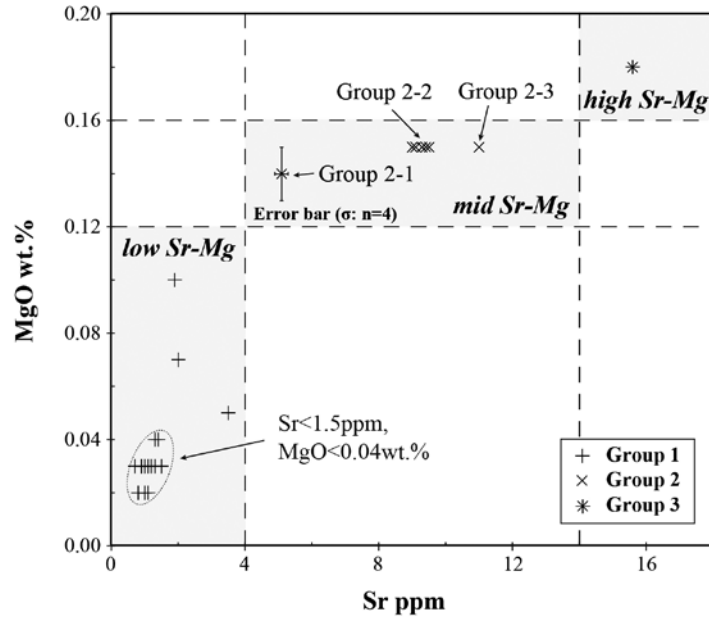 0.20
0.16
0.12
0.08
0.04
0.00
MgO wt.%
high Sr-Mg
Group 2-2
Group 2-3
Group 2-1
Error bar (σ: n=4)
mid Sr-Mg
low Sr-Mg
Sr<1.5ppm,
MgO<0.04wt.%
Group 1
Group 2
Group 3
0
4
8
12
16
Sr ppm